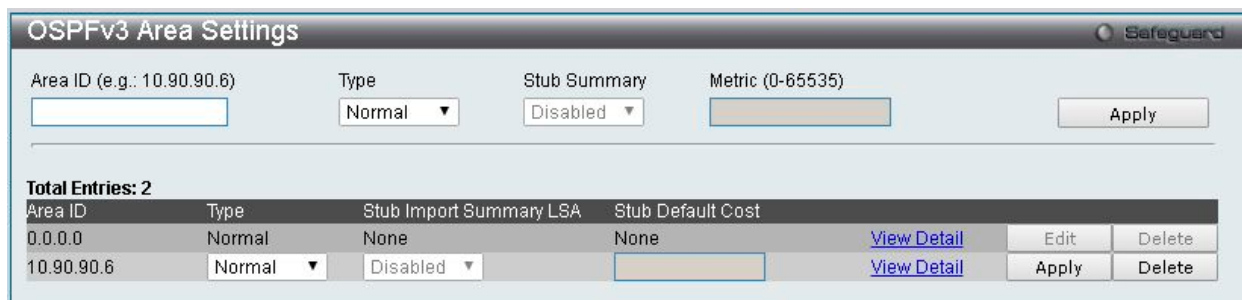 OSPFv3 Area Settings
Safeguard
Area ID (e.g.: 10.90.90.6) Type Stub Summary Metric (0-65535)
Normal Disabled Apply
Total Entries: 2
Area ID Type Stub Import Summary LSA Stub Default Cost
0.0.0.0 Normal None None View Detail Edit Delete
10.90.90.6 Normal Disabled View Detail Apply Delete